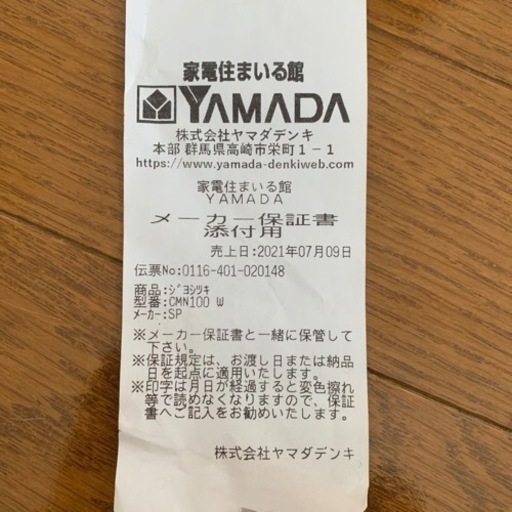 家電住まいる館
YAMADA
株式会社ヤマダデンキ
本部 群馬県高崎市栄町1-1
https://www.yamada-denkiweb.com
家電住まいる館
YAMADA
メーカー保証書
添付用
売上日:2021年07月09日
伝票No:0116-401-020148
商品:ｼﾞﾖｼﾂｷ
型番:CMN100 W
ﾒｰｶｰ:SP
※メーカー保証書と一緒に保管して
下さい。
※保証規定は、お渡し日または納品
日を起点に適用いたします。
※印字は月日が経過すると変色擦れ
等で読めなくなりますので、保証
書へご記入をお勧めいたします。
株式会社ヤマダデンキ